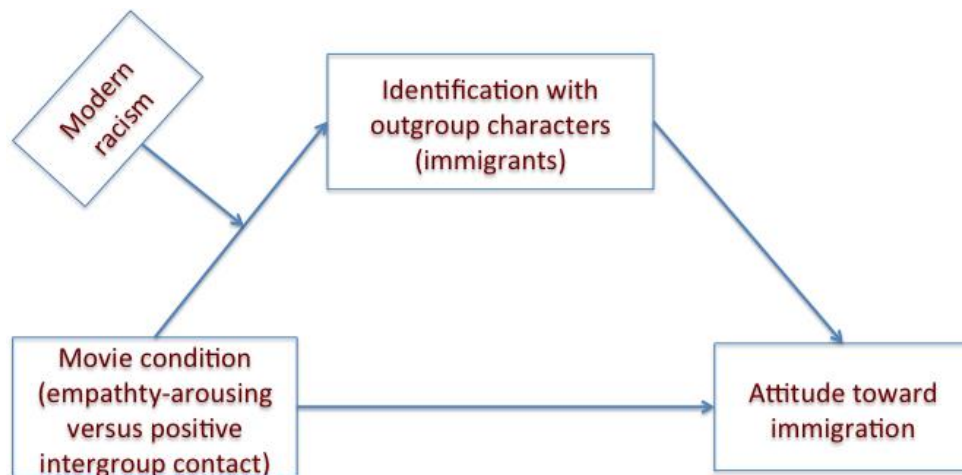 Modern
racism
Identification with
outgroup characters
(immigrants)
Movie condition
(empathty-arousing
versus positive
intergroup contact)
Attitude toward
immigration